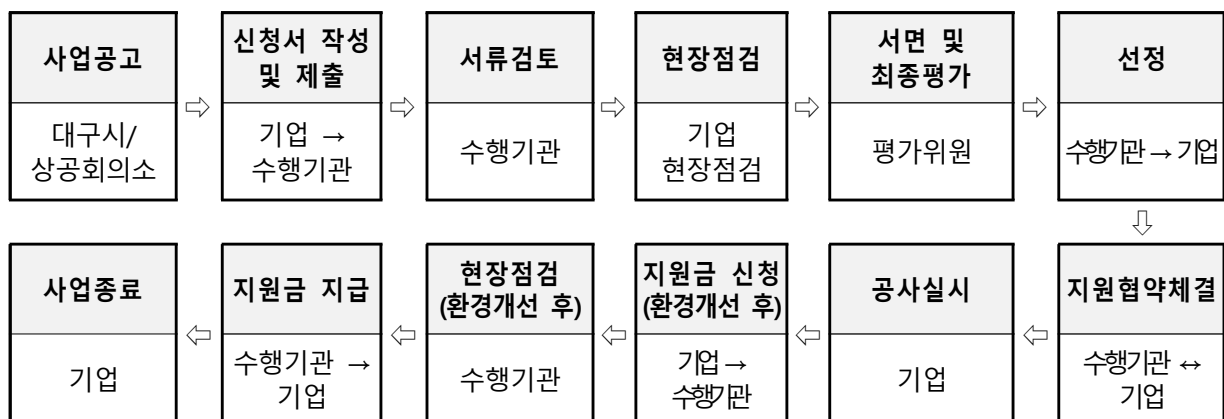 사업공고
대구시/
상공회의소
⇨
신청서 작성
및 제출
기업 →
수행기관
⇨
서류검토
수행기관
⇨
현장점검
기업
현장점검
⇨
서면 및
최종평가
평가위원
⇨
선정
수행기관 → 기업
⇩
지원협약체결
수행기관 ↔
기업
⇦
공사실시
기업
⇦
지원금 신청
(환경개선 후)
기업 →
수행기관
⇦
현장점검
(환경개선 후)
수행기관
⇦
지원금 지급
수행기관 →
기업
⇦
사업종료
기업